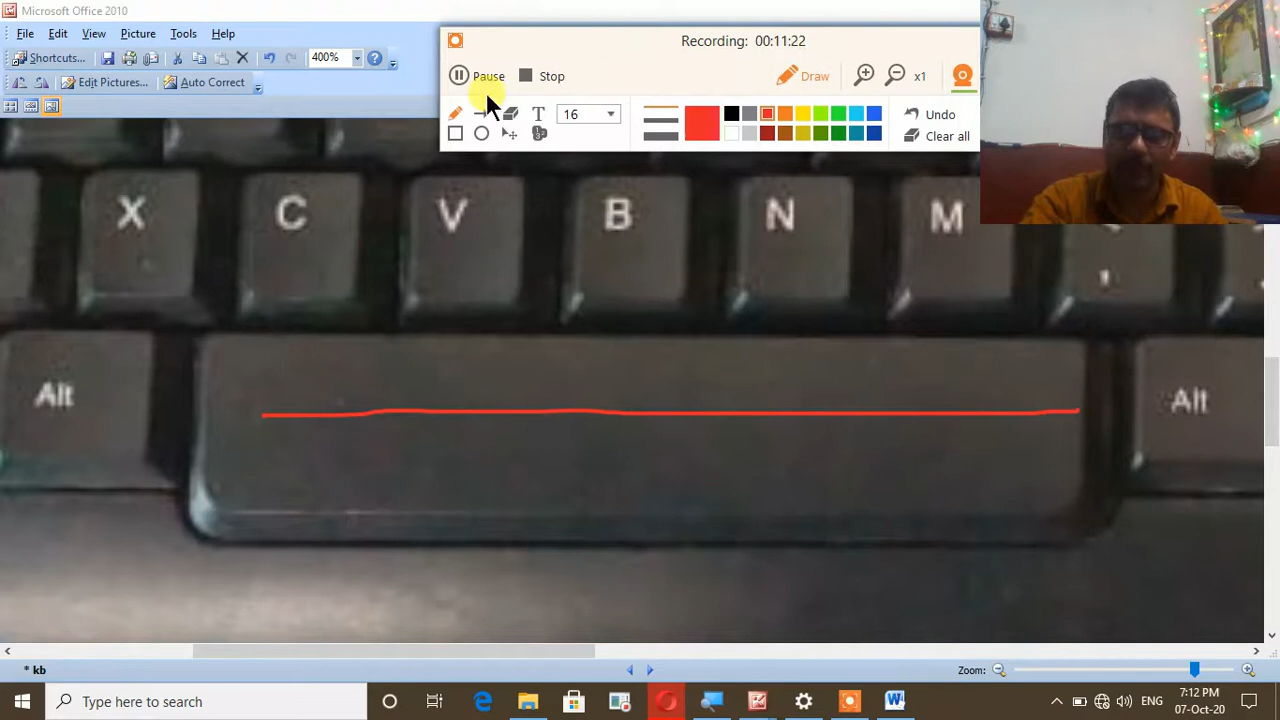 Microsoft Office 2010
File Edit View Picture Tools Help
Shortcuts... 400%
Edit Pictures... Auto Correct
Recording: 00:11:22
Pause Stop Draw x1
T 16 Undo
Clear all
X C V B N M
,
Alt Alt
* kb Zoom:
Type here to search
ENG
7:12 PM
07-Oct-20